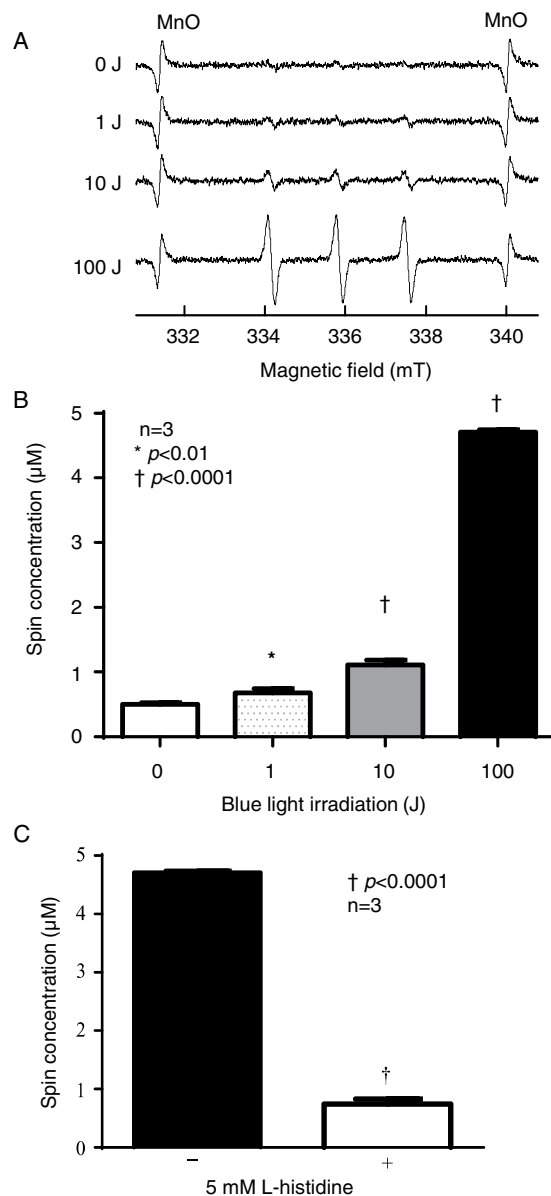 A
MnO MnO
0 J
1 J
10 J
100 J
332 334 336 338 340
Magnetic field (mT)
B
Spin concentration (μM)
5
4
3
2
1
0
n=3
* p<0.01
† p<0.0001
*
†
†
0 1 10 100
Blue light irradiation (J)
C
Spin concentration (μM)
5
4
3
2
1
0
† p<0.0001
n=3
†
− +
5 mM L-histidine